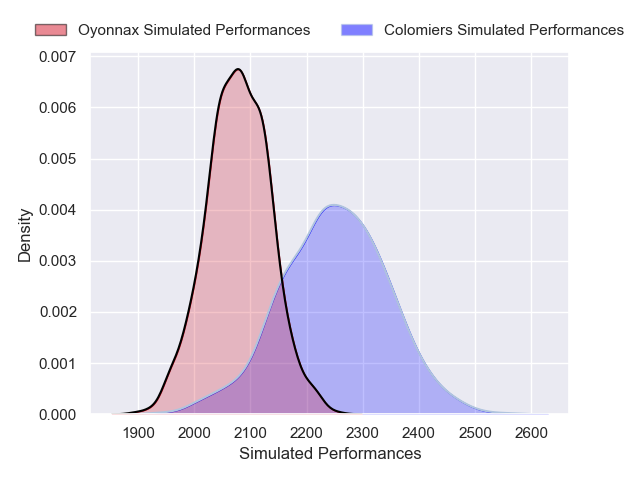 Oyonnax Simulated Performances
Colomiers Simulated Performances
0.007
0.006
0.005
0.004
0.003
0.002
0.001
0.000
Density
1900 2000 2100 2200 2300 2400 2500 2600
Simulated Performances